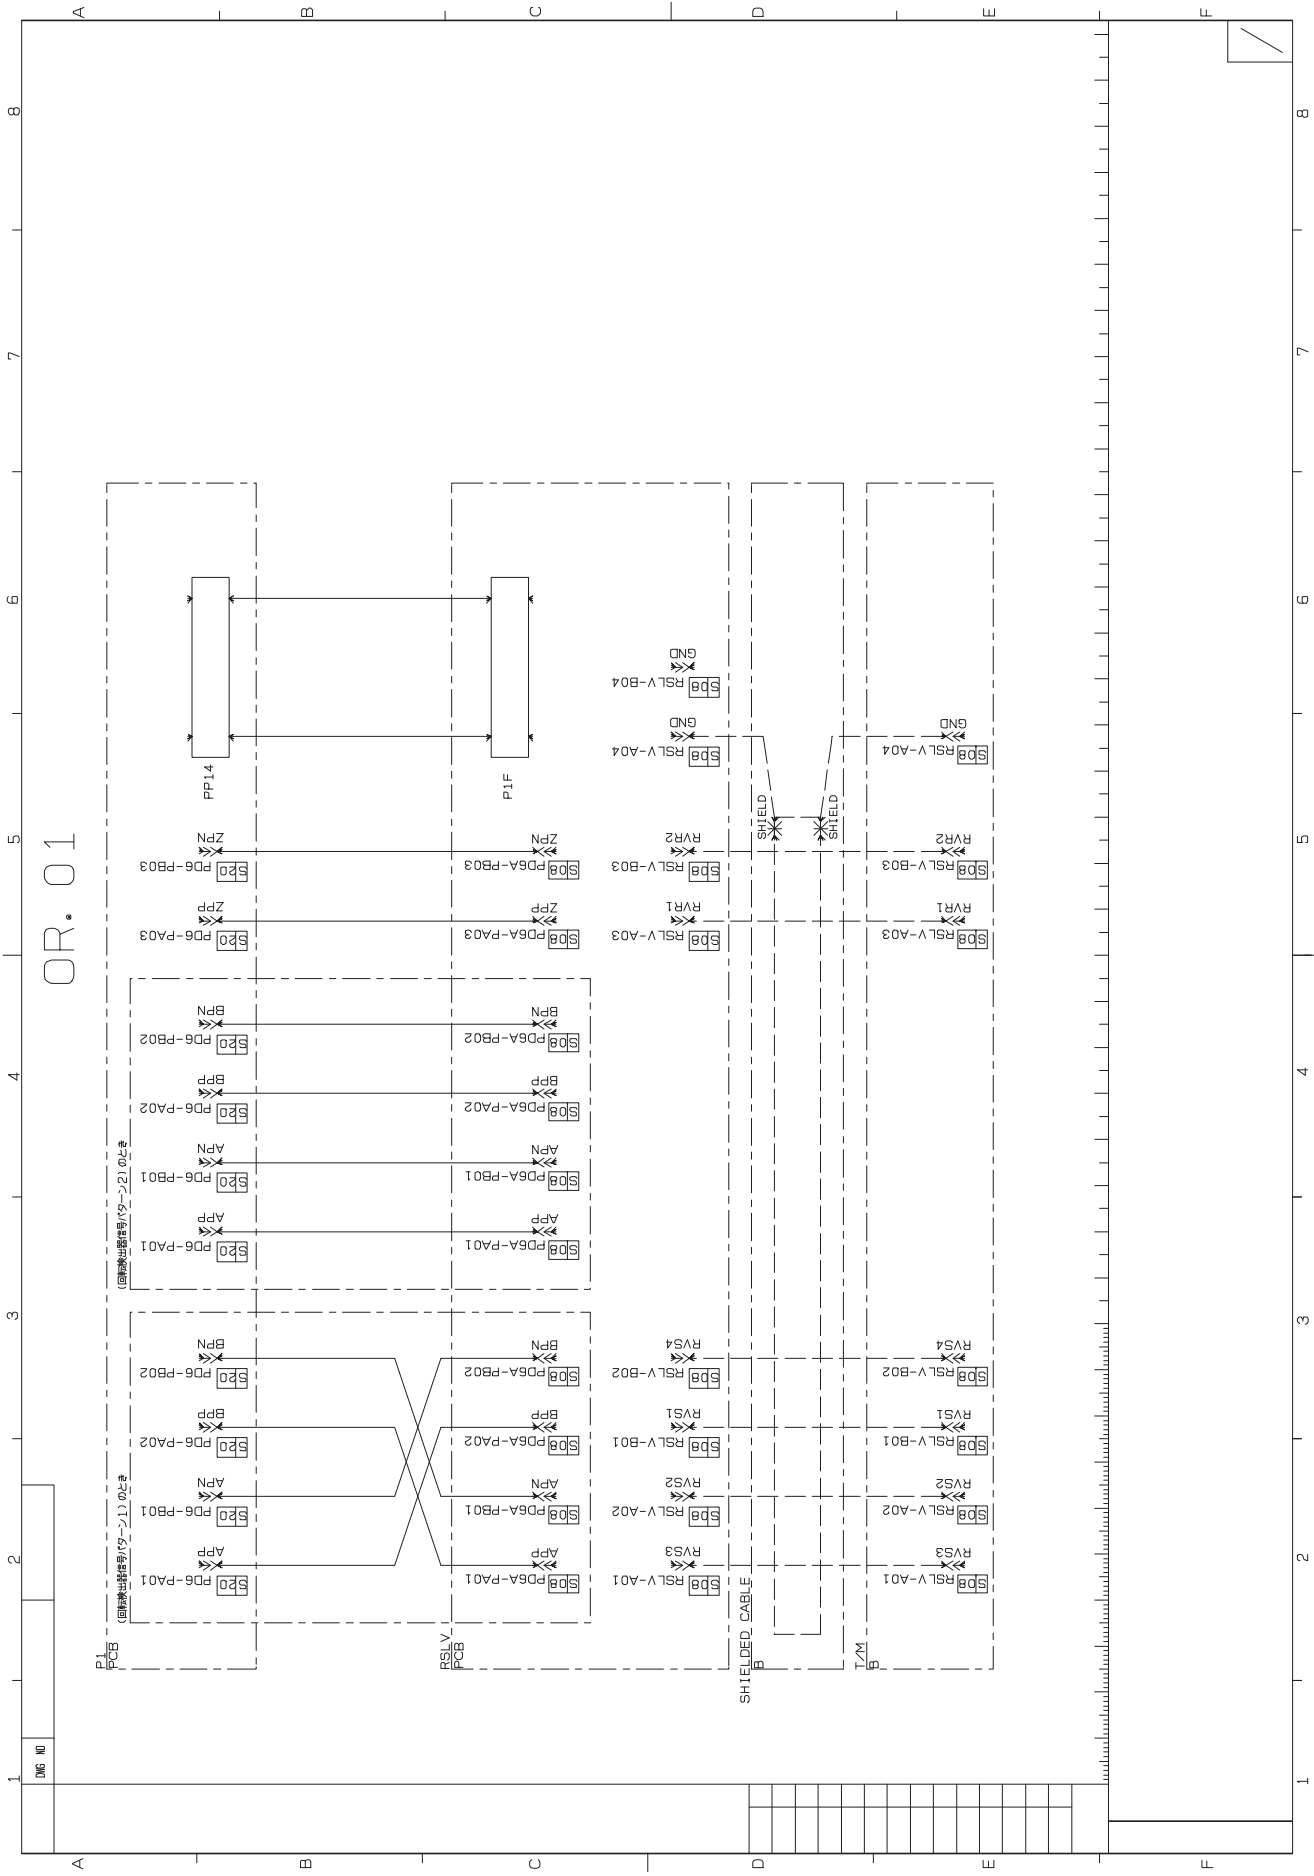 1 2 3 4 5 6 7 8
DWG NO
OR. 01
A A
P1
PCB
(回転検出器信号パターン1)のとき
(回転検出器信号パターン2)のとき
PD6-PA01 PD6-PB01 PD6-PA02 PD6-PB02 PD6-PA01 PD6-PB01 PD6-PA02 PD6-PB02 PD6-PA03 PD6-PB03
APP APN BPP BPN APP APN BPP BPN ZPP ZPN
S20 S20 S20 S20 S20 S20 S20 S20 S20 S20
PP14
B B
RSLV
PCB
PD6A-PA01 PD6A-PB01 PD6A-PA02 PD6A-PB02 PD6A-PA01 PD6A-PB01 PD6A-PA02 PD6A-PB02 PD6A-PA03 PD6A-PB03
APP APN BPP BPN APP APN BPP BPN ZPP ZPN
S08 S08 S08 S08 S08 S08 S08 S08 S08 S08
P1F
C C
RSLV-A01 RSLV-A02 RSLV-B01 RSLV-B02 RSLV-A03 RSLV-B03 RSLV-A04 RSLV-B04
RVS3 RVS2 RVS1 RVS4 RVR1 RVR2 GND GND
S08 S08 S08 S08 S08 S08 S08 S08
SHIELDED CABLE
B
SHIELD
SHIELD
D D
T/M
B
RSLV-A01 RSLV-A02 RSLV-B01 RSLV-B02 RSLV-A03 RSLV-B03 RSLV-A04
RVS3 RVS2 RVS1 RVS4 RVR1 RVR2 GND
S08 S08 S08 S08 S08 S08 S08
E E
F F
1 2 3 4 5 6 7 8